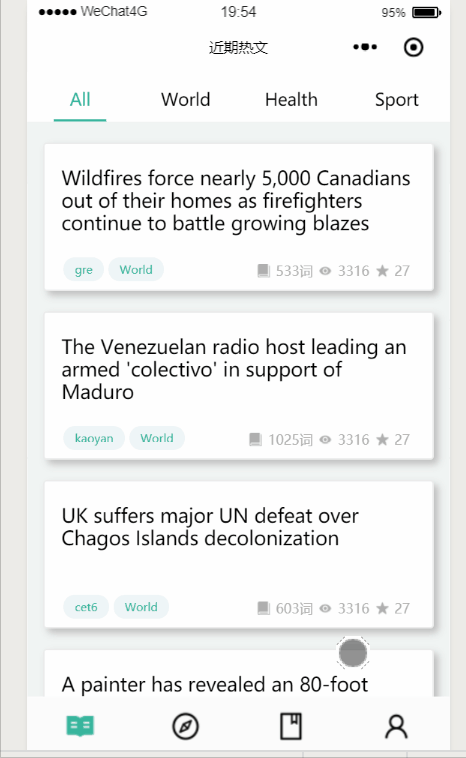 WeChat4G 19:54 95%
近期热文
All World Health Sport
Wildfires force nearly 5,000 Canadians
out of their homes as firefighters
continue to battle growing blazes
gre World 533词 3316 27
The Venezuelan radio host leading an
armed 'colectivo' in support of
Maduro
kaoyan World 1025词 3316 27
UK suffers major UN defeat over
Chagos Islands decolonization
cet6 World 603词 3316 27
A painter has revealed an 80-foot